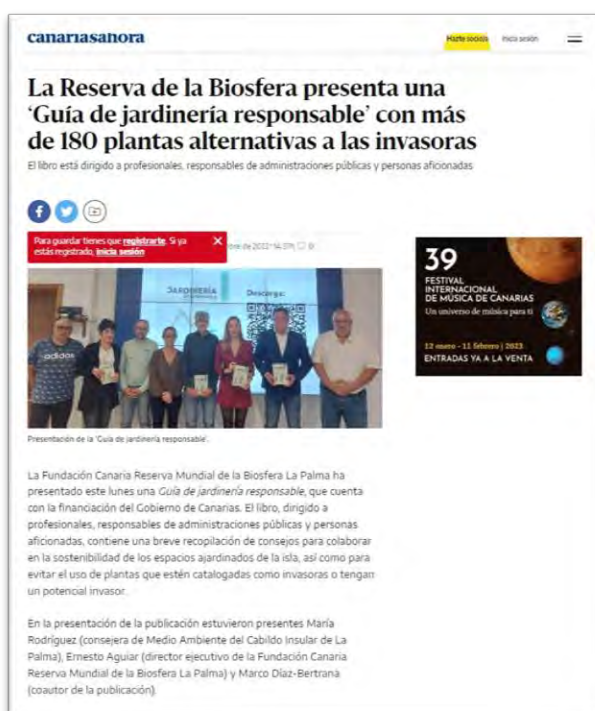 canariasahora
Hazte socio/a Inicia sesión
La Reserva de la Biosfera presenta una
‘Guía de jardinería responsable’ con más
de 180 plantas alternativas a las invasoras
El libro está dirigido a profesionales, responsables de administraciones públicas y personas aficionadas
Para guardar tienes que registrarte. Si ya
estás registrado, inicia sesión
de 2022
JARDINERÍA
Descarga:
adidas
39
FESTIVAL
INTERNACIONAL
DE MÚSICA DE CANARIAS
Un universo de música para ti
12 enero - 11 febrero | 2023
ENTRADAS YA A LA VENTA
Presentación de la 'Guía de jardinería responsable'.
La Fundación Canaria Reserva Mundial de la Biosfera La Palma ha
presentado este lunes una Guía de jardinería responsable, que cuenta
con la financiación del Gobierno de Canarias. El libro, dirigido a
profesionales, responsables de administraciones públicas y personas
aficionadas, contiene una breve recopilación de consejos para colaborar
en la sostenibilidad de los espacios ajardinados de la isla, así como para
evitar el uso de plantas que estén catalogadas como invasoras o tengan
un potencial invasor.
En la presentación de la publicación estuvieron presentes María
Rodríguez (consejera de Medio Ambiente del Cabildo Insular de La
Palma), Ernesto Aguiar (director ejecutivo de la Fundación Canaria
Reserva Mundial de la Biosfera La Palma) y Marco Díaz-Bertrana
(coautor de la publicación).